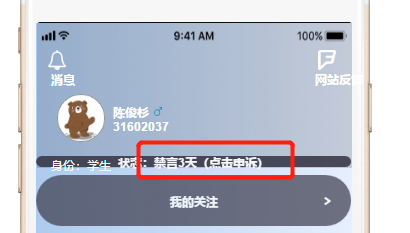 9:41 AM 100%
消息 网站反
陈俊杉 ♂
31602037
身份：学生 状态：禁言3天（点击申诉）
我的关注 >